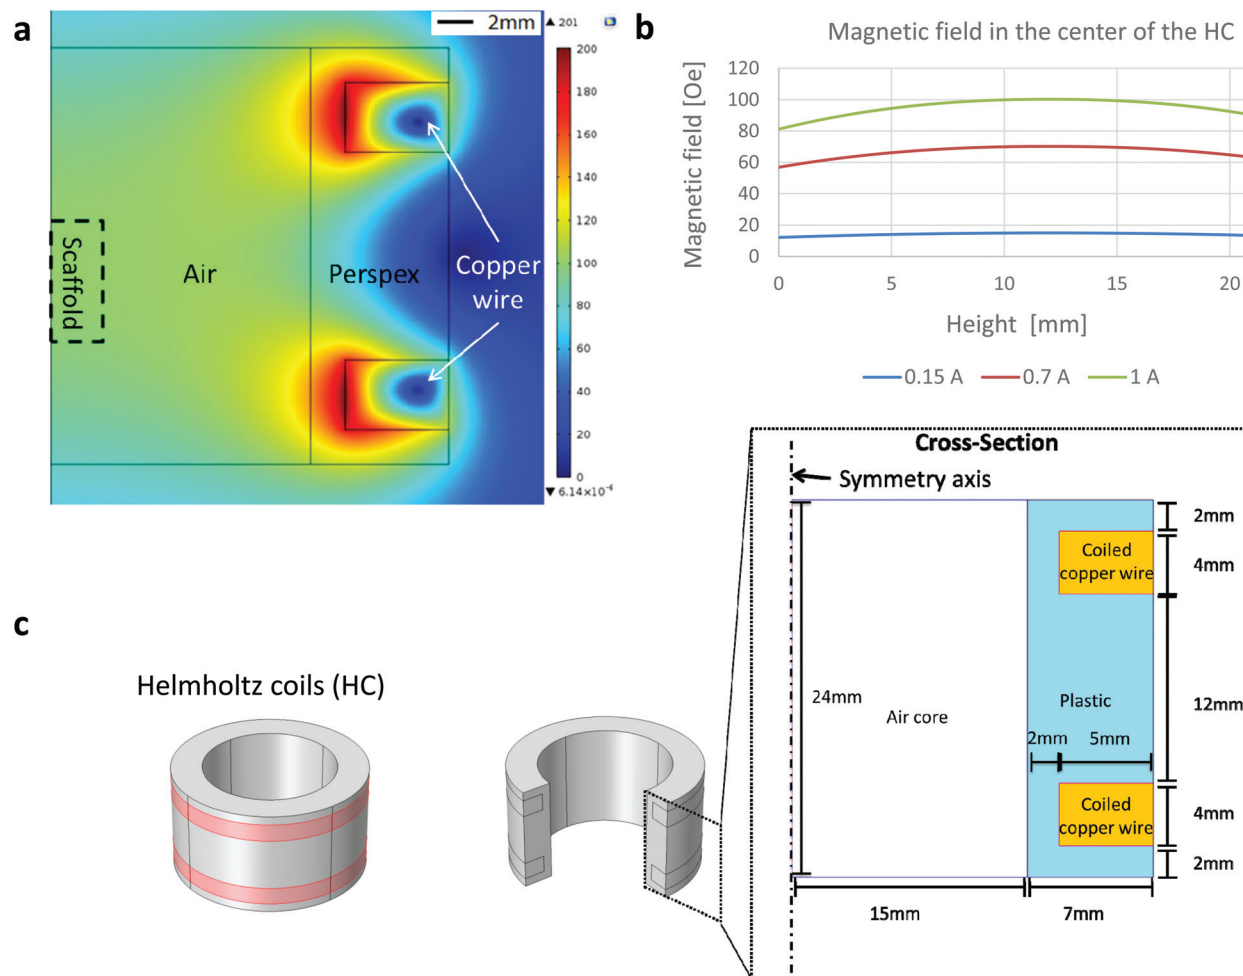 a
2mm
▲ 201
200
180
160
140
120
100
80
60
40
20
0
▼ 6.14×10⁻⁶
Scaffold
Air
Perspex
Copper
wire
b
Magnetic field in the center of the HC
Magnetic field [Oe]
120
100
80
60
40
20
0
0 5 10 15 20
Height [mm]
0.15 A 0.7 A 1 A
c
Helmholtz coils (HC)
Cross-Section
Symmetry axis
2mm
Coiled
copper wire
4mm
24mm
Air core
Plastic
12mm
2mm 5mm
Coiled
copper wire
4mm
2mm
15mm
7mm